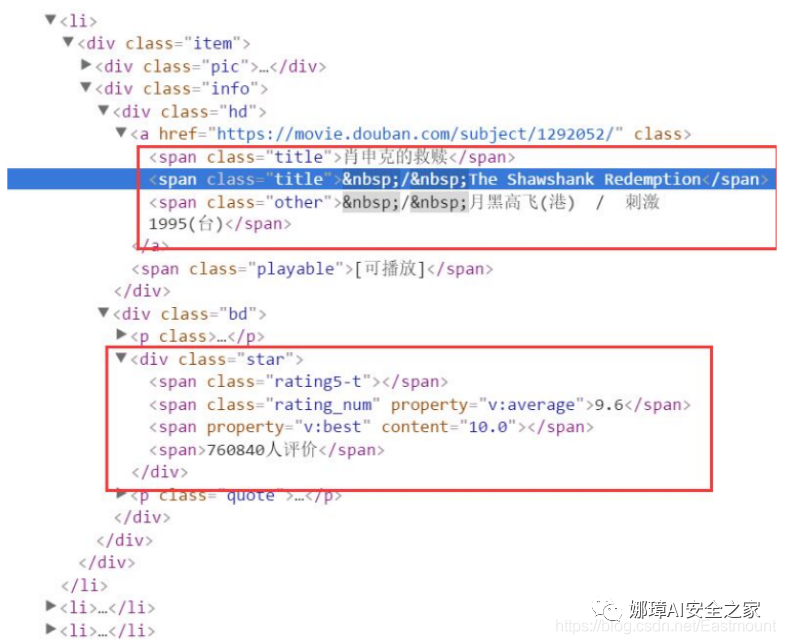 ▼<li>
▼<div class="item">
▶<div class="pic">…</div>
▼<div class="info">
▼<div class="hd">
▼<a href="https://movie.douban.com/subject/1292052/" class>
<span class="title">肖申克的救赎</span>
<span class="title">&nbsp;/&nbsp;The Shawshank Redemption</span>
<span class="other">&nbsp;/&nbsp;月黑高飞(港) / 刺激
1995(台)</span>
</a>
<span class="playable">[可播放]</span>
</div>
▼<div class="bd">
▶<p class>…</p>
▼<div class="star">
<span class="rating5-t"></span>
<span class="rating_num" property="v:average">9.6</span>
<span property="v:best" content="10.0"></span>
<span>760840人评价</span>
</div>
▶<p class="quote">…</p>
</div>
</div>
</div>
</li>
▶<li>…</li>
▶<li>…</li>
娜璋AI安全之家
https://blog.csdn.net/Eastmount